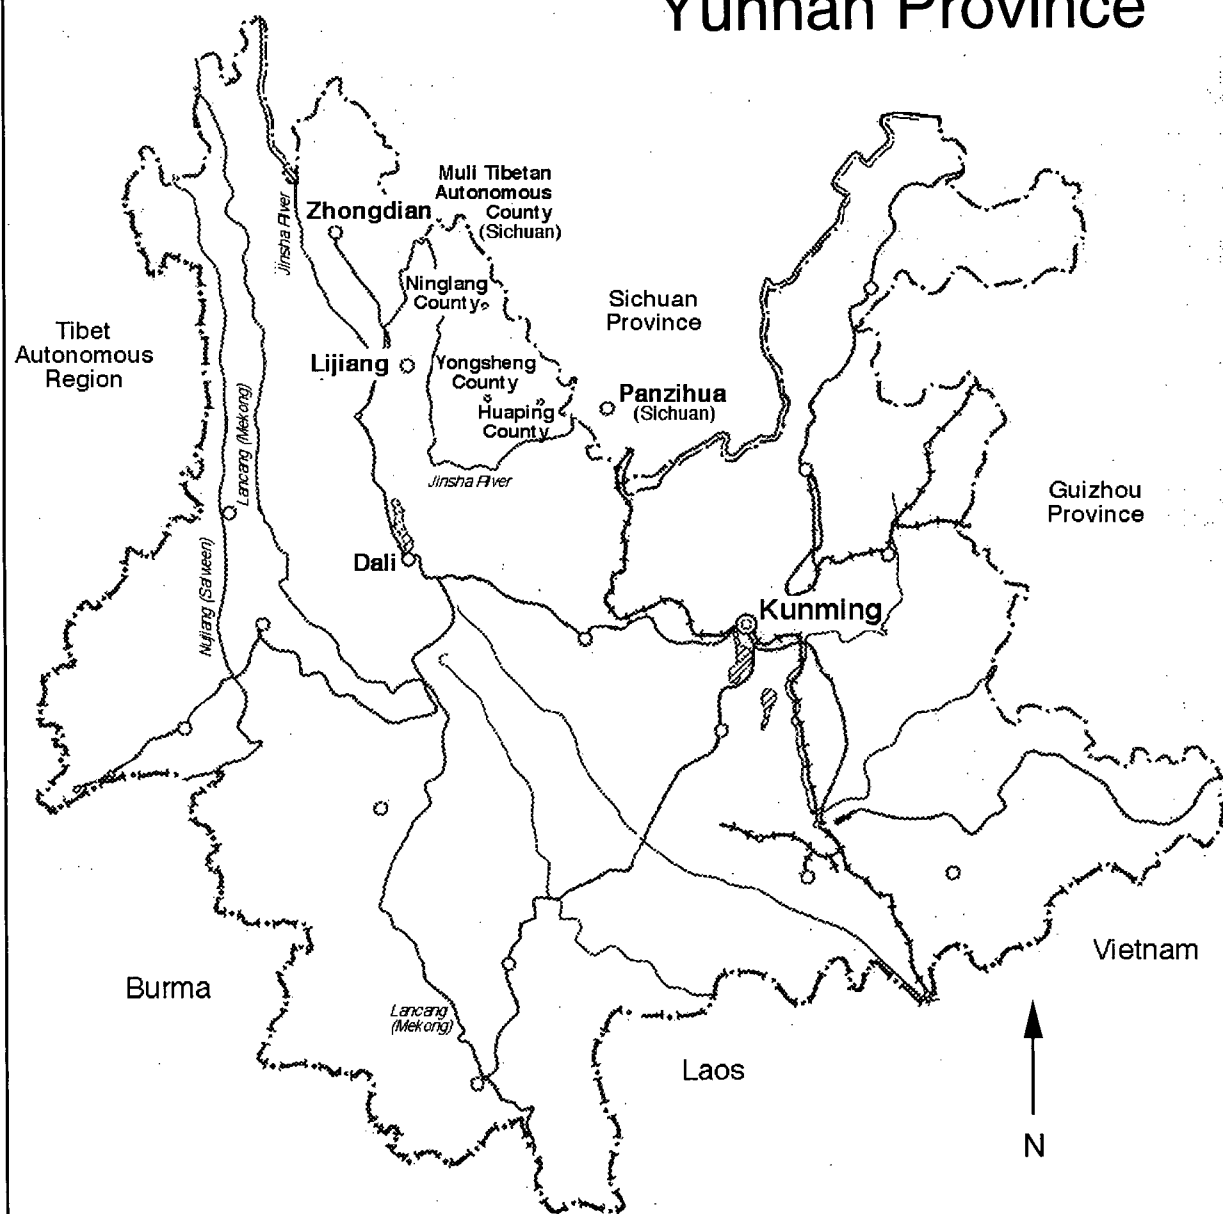 Yunnan Province
Muli Tibetan
Autonomous
County
(Sichuan)
Zhongdian
Jinsha River
Ninglang
County
Sichuan
Province
Tibet
Autonomous
Region
Lijiang
Yongsheng
County
Panzihua
(Sichuan)
Huaping
County
Lancang (Mekong)
Jinsha River
Guizhou
Province
Nujiang (Salween)
Dali
Kunming
Vietnam
Burma
Lancang
(Mekong)
Laos
N